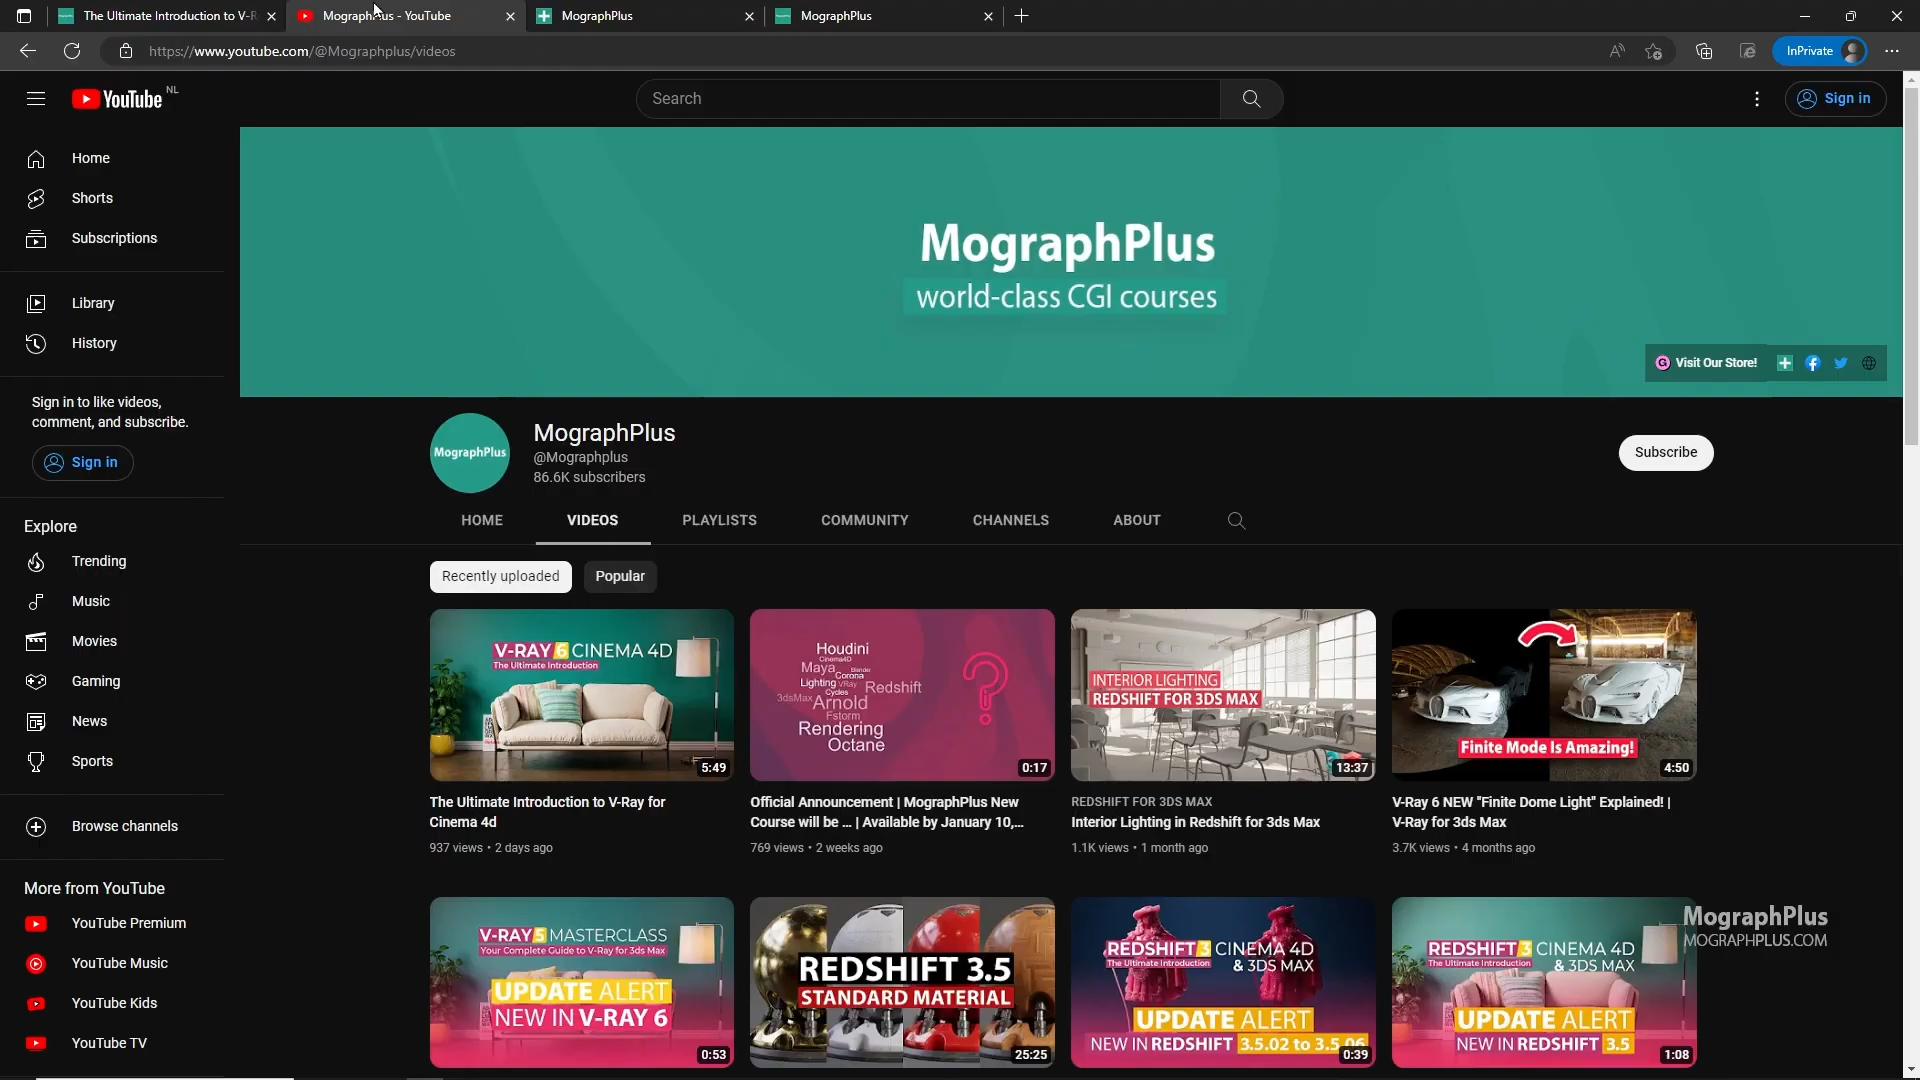 The Ultimate Introduction to V-R
MographPlus - YouTube
MographPlus
MographPlus
https://www.youtube.com/@Mographplus/videos
InPrivate
YouTube NL
Search
Sign in
Home
Shorts
Subscriptions
Library
History
Sign in to like videos,
comment, and subscribe.
Sign in
Explore
Trending
Music
Movies
Gaming
News
Sports
Browse channels
More from YouTube
YouTube Premium
YouTube Music
YouTube Kids
YouTube TV
MographPlus
world-class CGI courses
Visit Our Store!
MographPlus
MographPlus
@Mographplus
86.6K subscribers
Subscribe
HOME
VIDEOS
PLAYLISTS
COMMUNITY
CHANNELS
ABOUT
Recently uploaded
Popular
V-RAY 6 CINEMA 4D
The Ultimate Introduction
5:49
The Ultimate Introduction to V-Ray for
Cinema 4d
937 views • 2 days ago
Houdini
Cinema4D
Maya Blender
Corona
Lighting VRay
Cycles Redshift
3dsMax Arnold
Fstorm
Rendering
Octane
0:17
Official Announcement | MographPlus New
Course will be ... | Available by January 10,...
769 views • 2 weeks ago
INTERIOR LIGHTING
REDSHIFT FOR 3DS MAX
13:37
REDSHIFT FOR 3DS MAX
Interior Lighting in Redshift for 3ds Max
1.1K views • 1 month ago
Finite Mode Is Amazing!
4:50
V-Ray 6 NEW "Finite Dome Light" Explained! |
V-Ray for 3ds Max
3.7K views • 4 months ago
V-RAY 5 MASTERCLASS
Your Complete Guide to V-Ray for 3ds Max
UPDATE ALERT
NEW IN V-RAY 6
0:53
REDSHIFT 3.5
STANDARD MATERIAL
25:25
REDSHIFT 3 CINEMA 4D
The Ultimate Introduction & 3DS MAX
UPDATE ALERT
NEW IN REDSHIFT 3.5.02 to 3.5.06
0:39
REDSHIFT 3 CINEMA 4D
The Ultimate Introduction & 3DS MAX
UPDATE ALERT
NEW IN REDSHIFT 3.5
1:08
MographPlus
MOGRAPHPLUS.COM